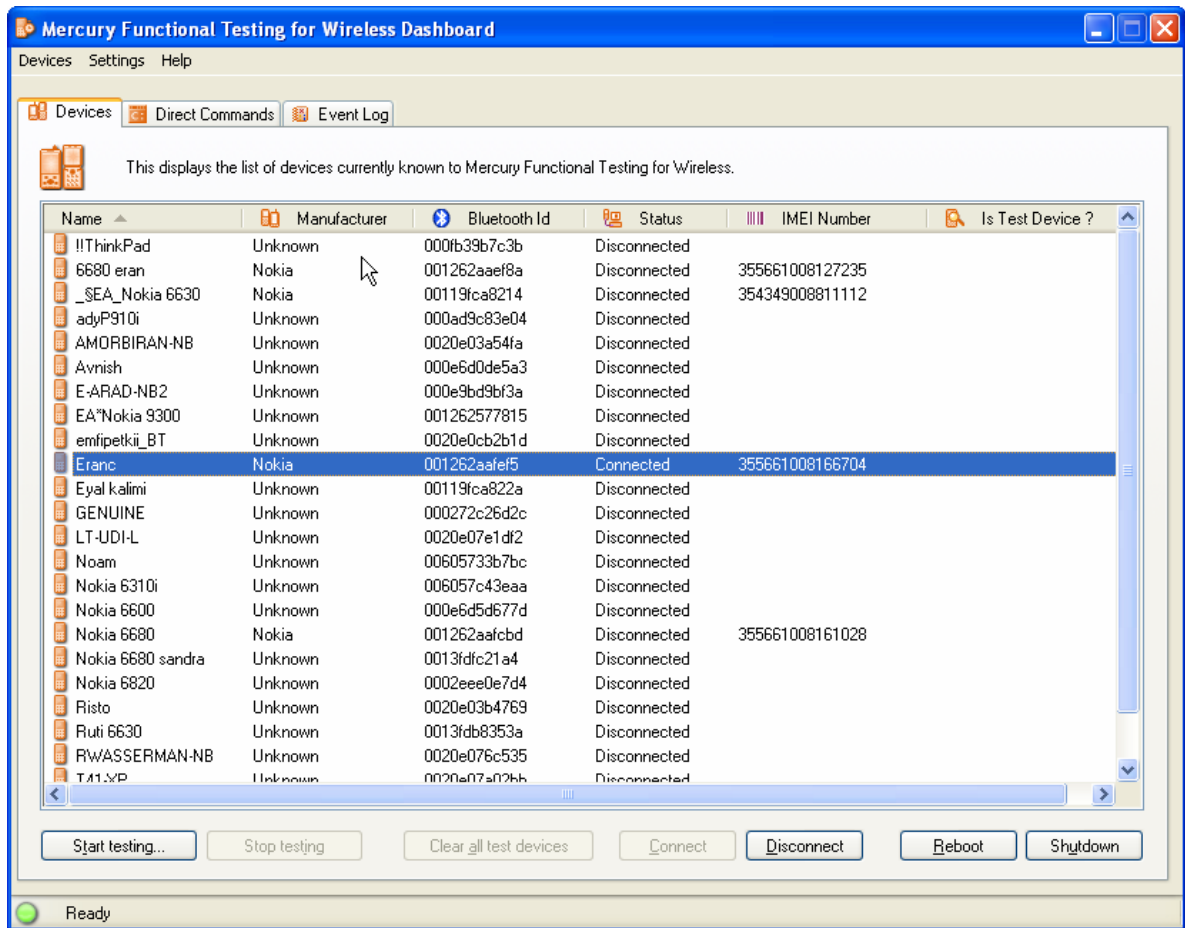 Mercury Functional Testing for Wireless Dashboard
Devices Settings Help
Devices Direct Commands Event Log
This displays the list of devices currently known to Mercury Functional Testing for Wireless.
Name Manufacturer Bluetooth Id Status IMEI Number Is Test Device ?
!!ThinkPad Unknown 000fb39b7c3b Disconnected
6680 eran Nokia 001262aaef8a Disconnected 355661008127235
_§EA_Nokia 6630 Nokia 00119fca8214 Disconnected 354349008811112
adyP910i Unknown 000ad9c83e04 Disconnected
AMORBIRAN-NB Unknown 0020e03a54fa Disconnected
Avnish Unknown 000e6d0de5a3 Disconnected
E-ARAD-NB2 Unknown 000e9bd9bf3a Disconnected
EA*Nokia 9300 Unknown 001262577815 Disconnected
emfipetkii_BT Unknown 0020e0cb2b1d Disconnected
Eranc Nokia 001262aafef5 Connected 355661008166704
Eyal kalimi Unknown 00119fca822a Disconnected
GENUINE Unknown 000272c26d2c Disconnected
LT-UDI-L Unknown 0020e07e1df2 Disconnected
Noam Unknown 00605733b7bc Disconnected
Nokia 6310i Unknown 006057c43eaa Disconnected
Nokia 6600 Unknown 000e6d5d677d Disconnected
Nokia 6680 Nokia 001262aafcbd Disconnected 355661008161028
Nokia 6680 sandra Unknown 0013fdfc21a4 Disconnected
Nokia 6820 Unknown 0002eee0e7d4 Disconnected
Risto Unknown 0020e03b4769 Disconnected
Ruti 6630 Unknown 0013fdb8353a Disconnected
RWASSERMAN-NB Unknown 0020e076c535 Disconnected
T41-XP Unknown 0020e07a02bb Disconnected
Start testing... Stop testing Clear all test devices Connect Disconnect Reboot Shutdown
Ready